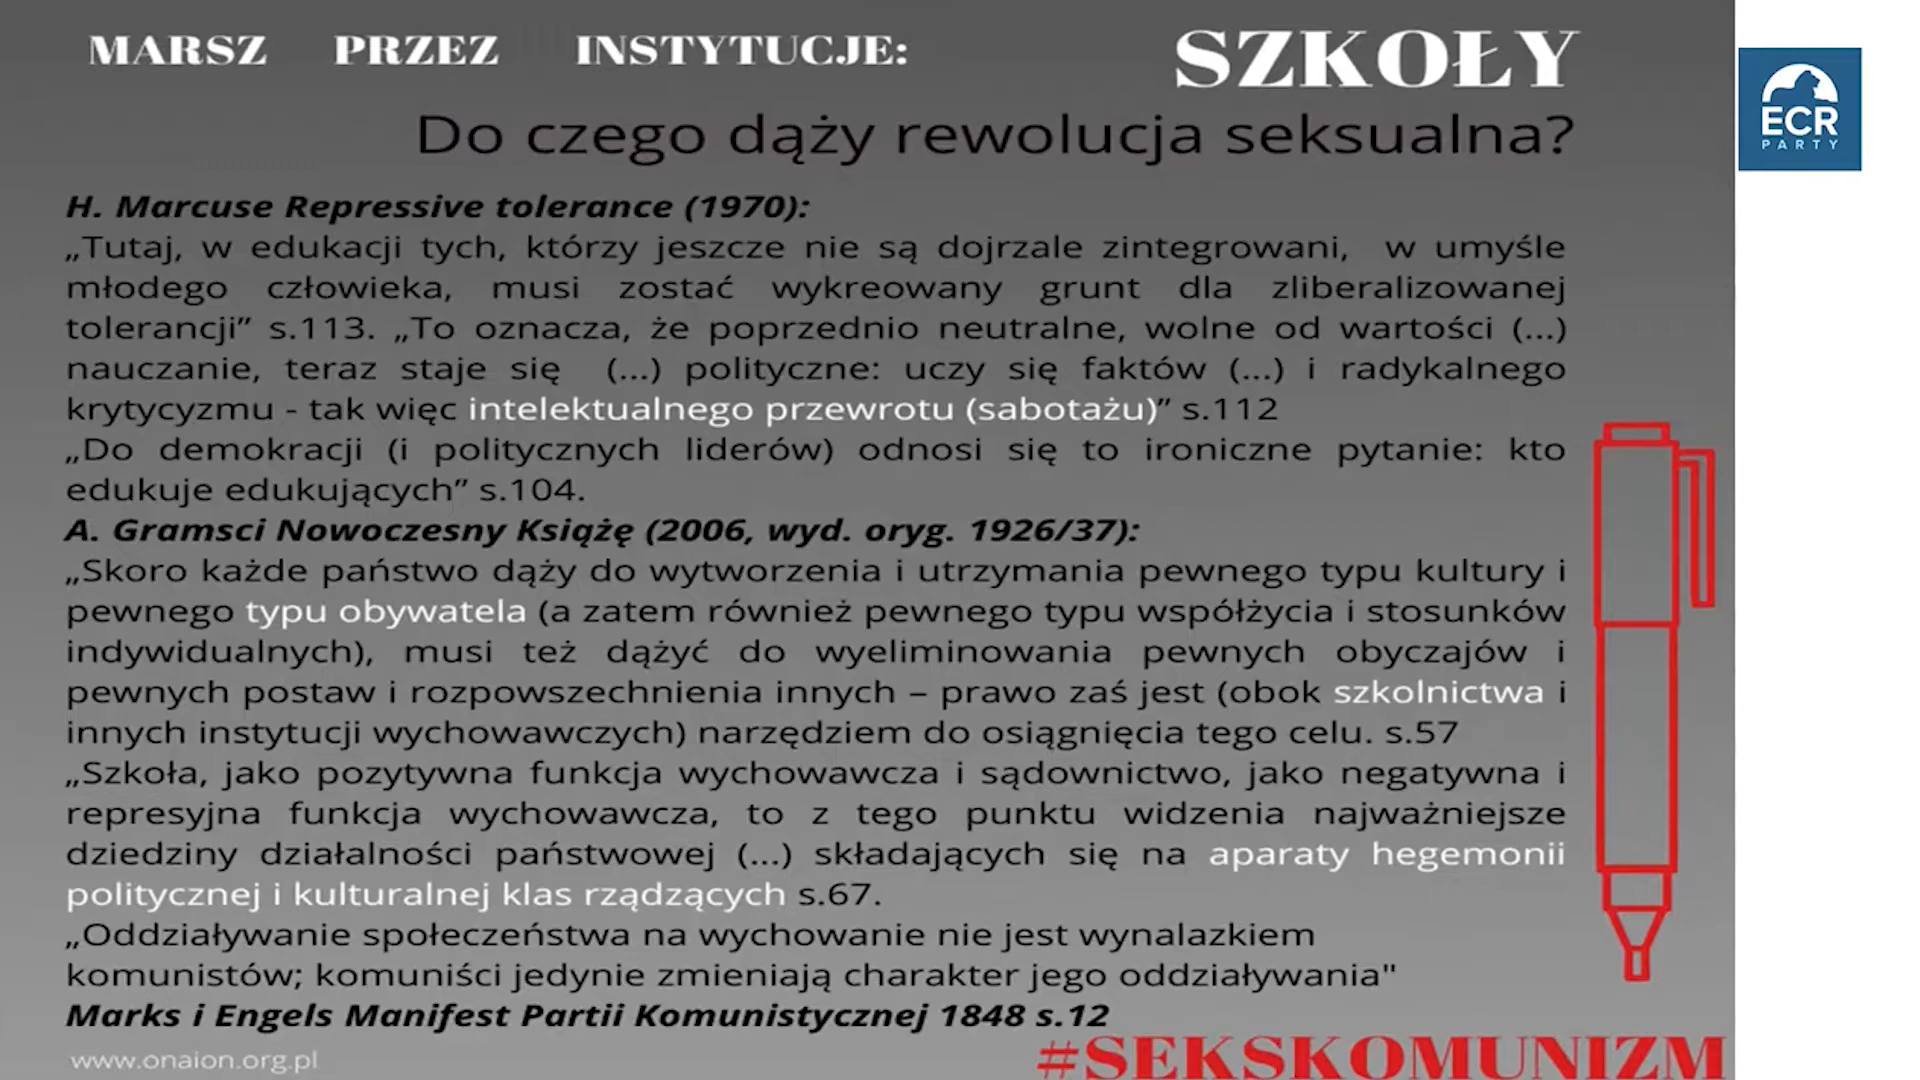 MARSZ PRZEZ INSTYTUCJE: SZKOŁY
Do czego dąży rewolucja seksualna?
ECR
PARTY
H. Marcuse Repressive tolerance (1970):
„Tutaj, w edukacji tych, którzy jeszcze nie są dojrzale zintegrowani, w umyśle
młodego człowieka, musi zostać wykreowany grunt dla zliberalizowanej
tolerancji” s.113. „To oznacza, że poprzednio neutralne, wolne od wartości (...)
nauczanie, teraz staje się (...) polityczne: uczy się faktów (...) i radykalnego
krytycyzmu - tak więc intelektualnego przewrotu (sabotażu)” s.112
„Do demokracji (i politycznych liderów) odnosi się to ironiczne pytanie: kto
edukuje edukujących” s.104.
A. Gramsci Nowoczesny Książę (2006, wyd. oryg. 1926/37):
„Skoro każde państwo dąży do wytworzenia i utrzymania pewnego typu kultury i
pewnego typu obywatela (a zatem również pewnego typu współżycia i stosunków
indywidualnych), musi też dążyć do wyeliminowania pewnych obyczajów i
pewnych postaw i rozpowszechnienia innych – prawo zaś jest (obok szkolnictwa i
innych instytucji wychowawczych) narzędziem do osiągnięcia tego celu. s.57
„Szkoła, jako pozytywna funkcja wychowawcza i sądownictwo, jako negatywna i
represyjna funkcja wychowawcza, to z tego punktu widzenia najważniejsze
dziedziny działalności państwowej (...) składających się na aparaty hegemonii
politycznej i kulturalnej klas rządzących s.67.
„Oddziaływanie społeczeństwa na wychowanie nie jest wynalazkiem
komunistów; komuniści jedynie zmieniają charakter jego oddziaływania"
Marks i Engels Manifest Partii Komunistycznej 1848 s.12
www.onaion.org.pl
#SEKSKOMUNIZM